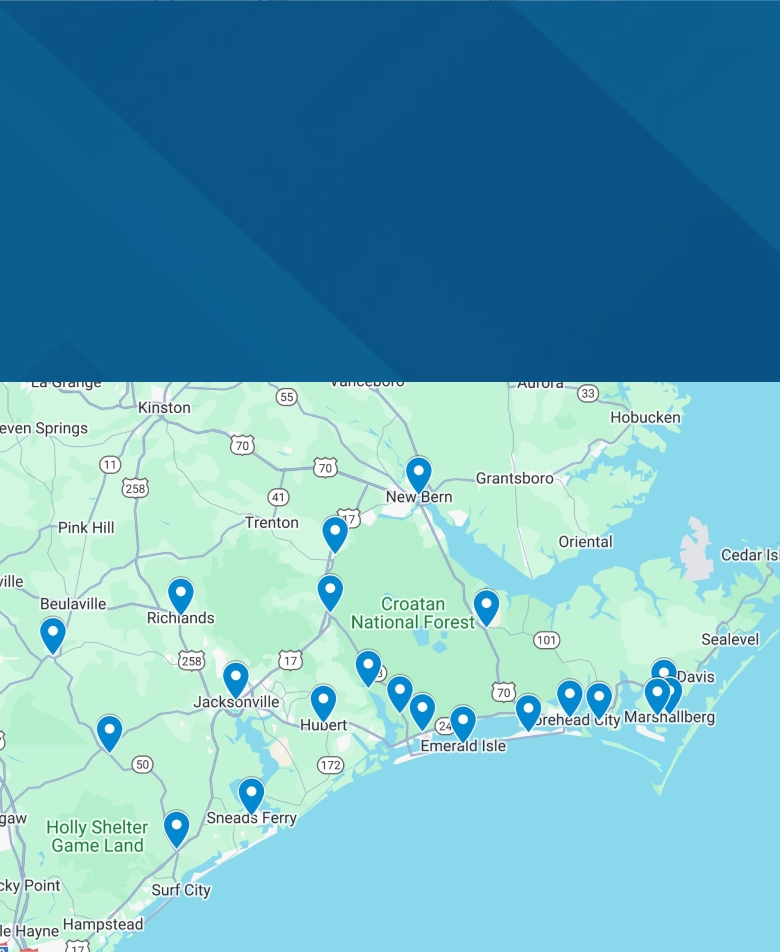 La Grange
Vanceboro
Aurora
33
Kinston
55
Hobucken
even Springs
70
11
70
258
Grantsboro
New Bern
41
17
Trenton
Pink Hill
Oriental
Cedar Isl
ville
Beulaville
Richlands
Croatan
National Forest
101
Sealevel
258
17
Davis
70
Jacksonville
Hubert
24
orehead City
Marshallberg
Emerald Isle
50
172
gaw
Sneads Ferry
Holly Shelter
Game Land
cky Point
Surf City
le Hayne
Hampstead
17